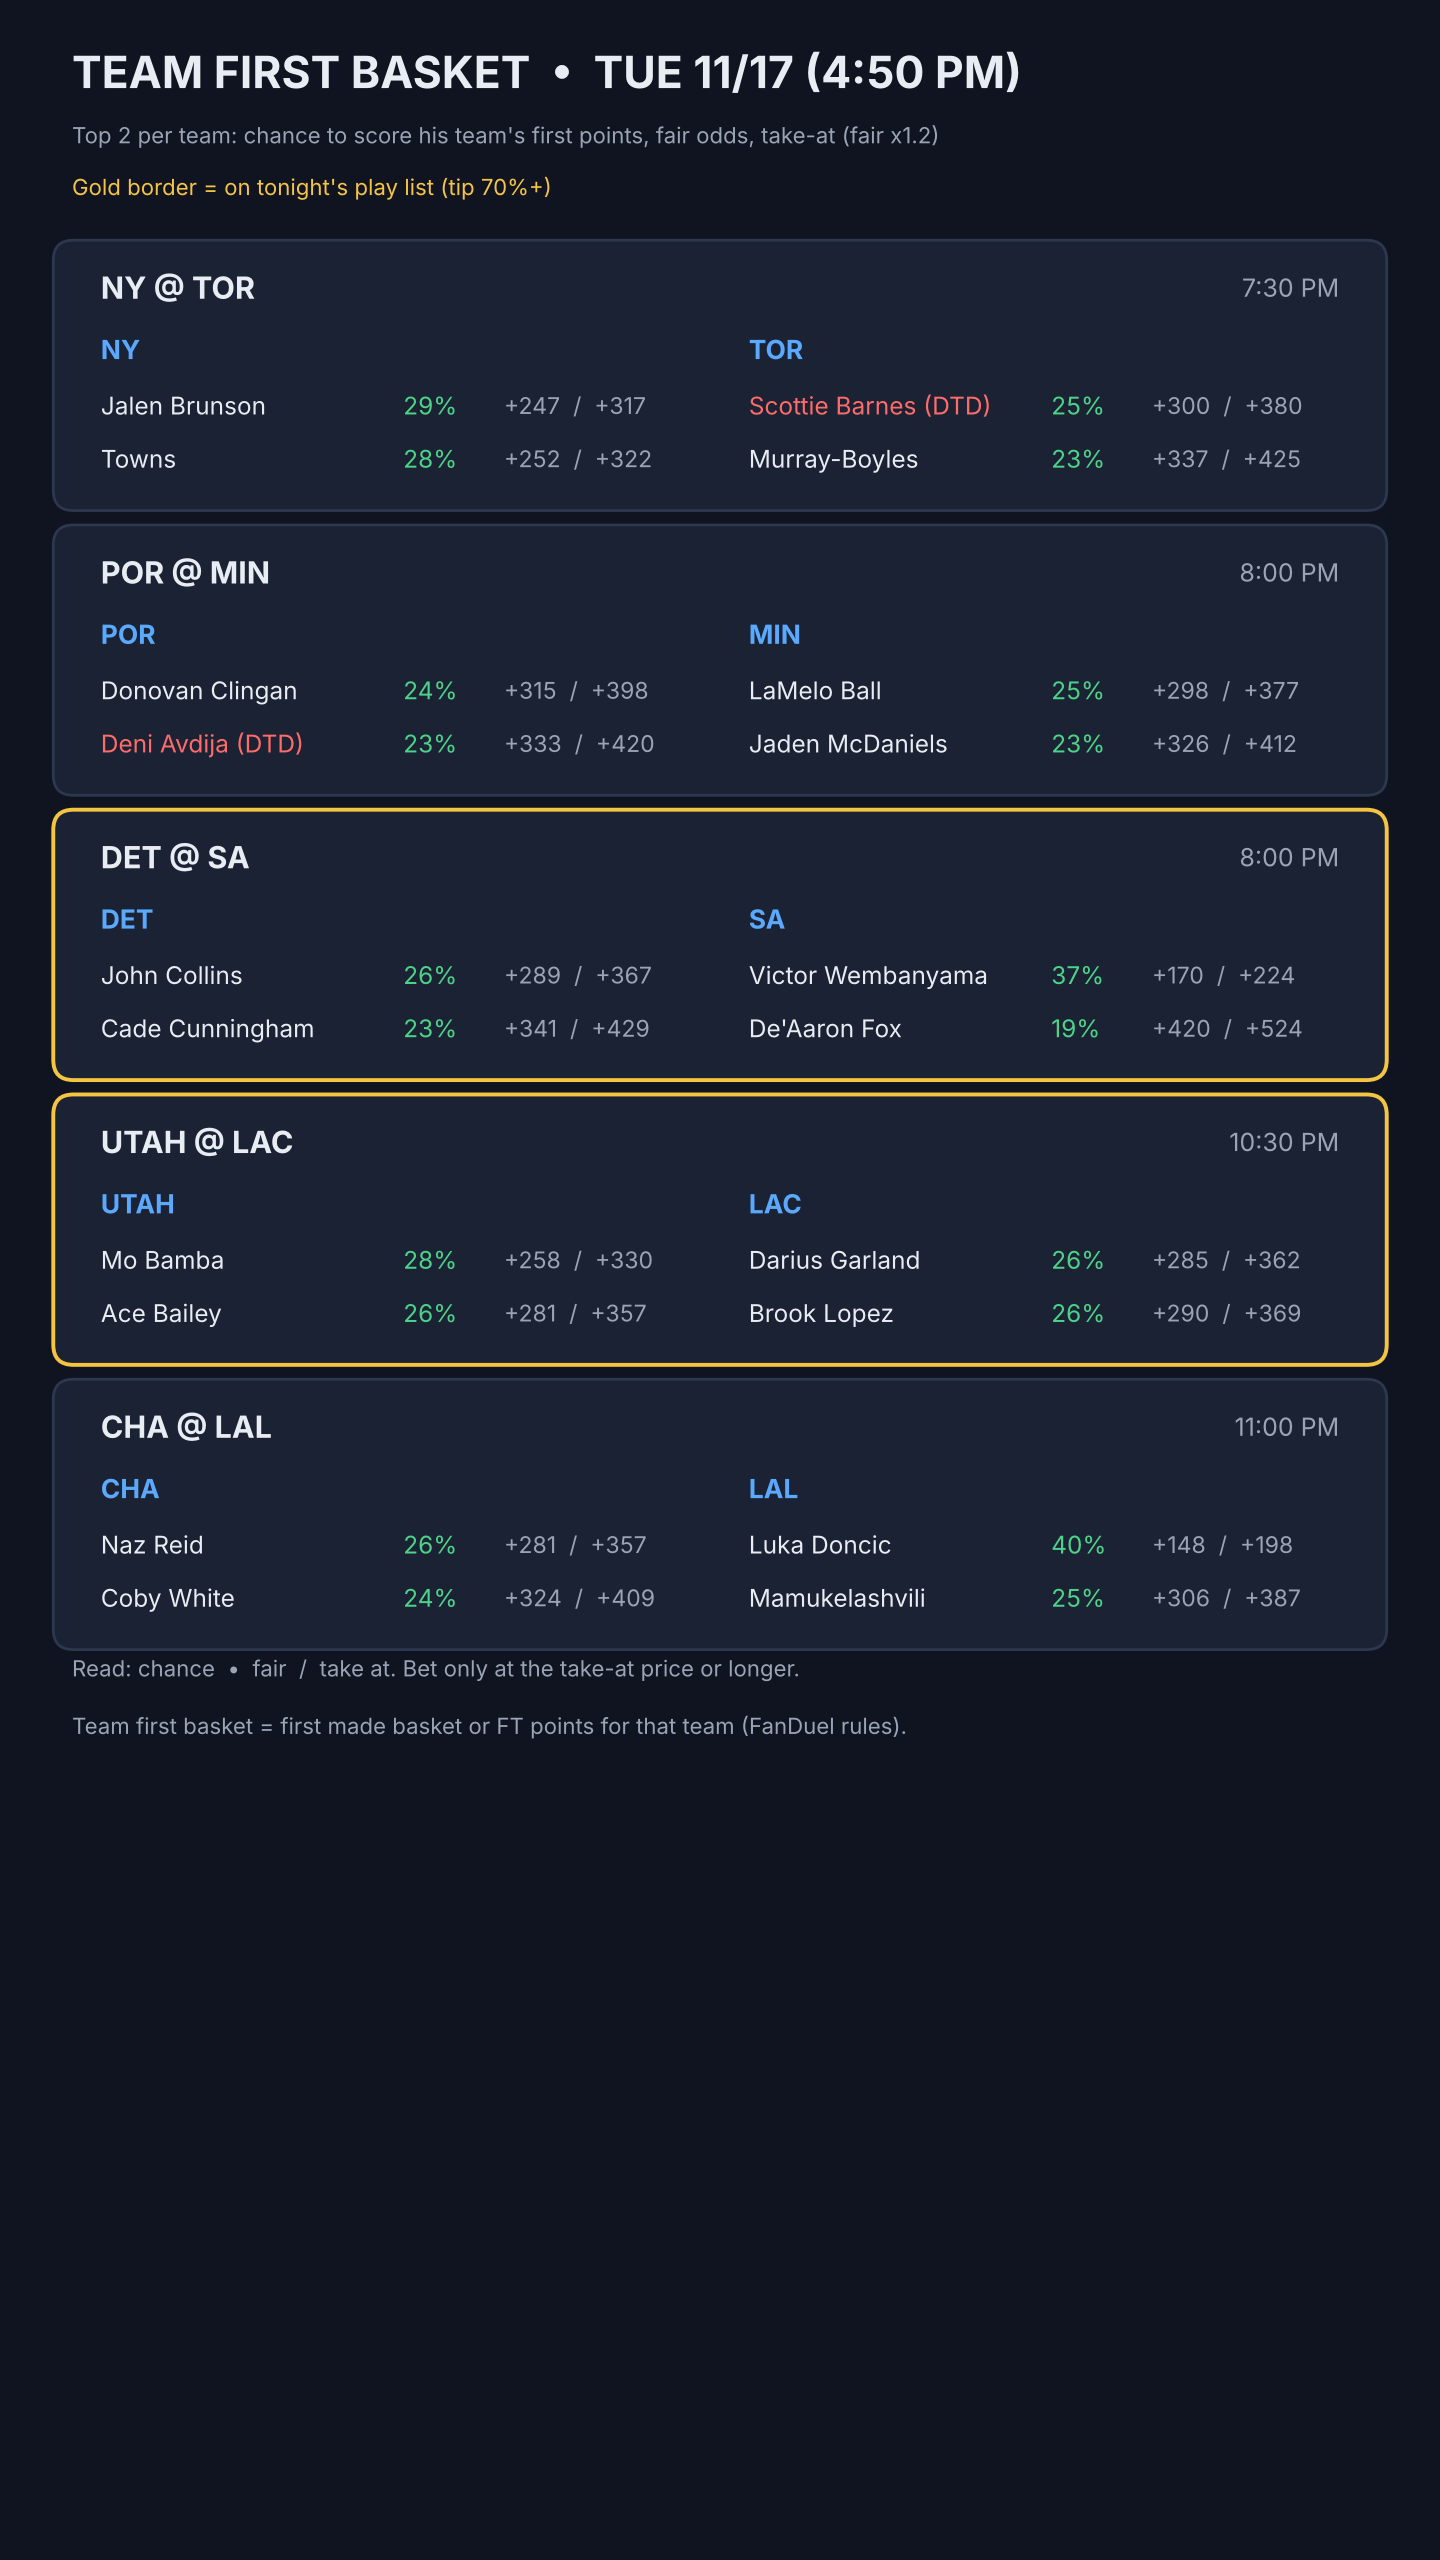 TEAM FIRST BASKET • TUE 11/17 (4:50 PM)
Top 2 per team: chance to score his team's first points, fair odds, take-at (fair x1.2)
Gold border = on tonight's play list (tip 70%+)
NY @ TOR 7:30 PM
NY TOR
Jalen Brunson 29% +247 / +317 Scottie Barnes (DTD) 25% +300 / +380
Towns 28% +252 / +322 Murray-Boyles 23% +337 / +425
POR @ MIN 8:00 PM
POR MIN
Donovan Clingan 24% +315 / +398 LaMelo Ball 25% +298 / +377
Deni Avdija (DTD) 23% +333 / +420 Jaden McDaniels 23% +326 / +412
DET @ SA 8:00 PM
DET SA
John Collins 26% +289 / +367 Victor Wembanyama 37% +170 / +224
Cade Cunningham 23% +341 / +429 De'Aaron Fox 19% +420 / +524
UTAH @ LAC 10:30 PM
UTAH LAC
Mo Bamba 28% +258 / +330 Darius Garland 26% +285 / +362
Ace Bailey 26% +281 / +357 Brook Lopez 26% +290 / +369
CHA @ LAL 11:00 PM
CHA LAL
Naz Reid 26% +281 / +357 Luka Doncic 40% +148 / +198
Coby White 24% +324 / +409 Mamukelashvili 25% +306 / +387
Read: chance • fair / take at. Bet only at the take-at price or longer.
Team first basket = first made basket or FT points for that team (FanDuel rules).